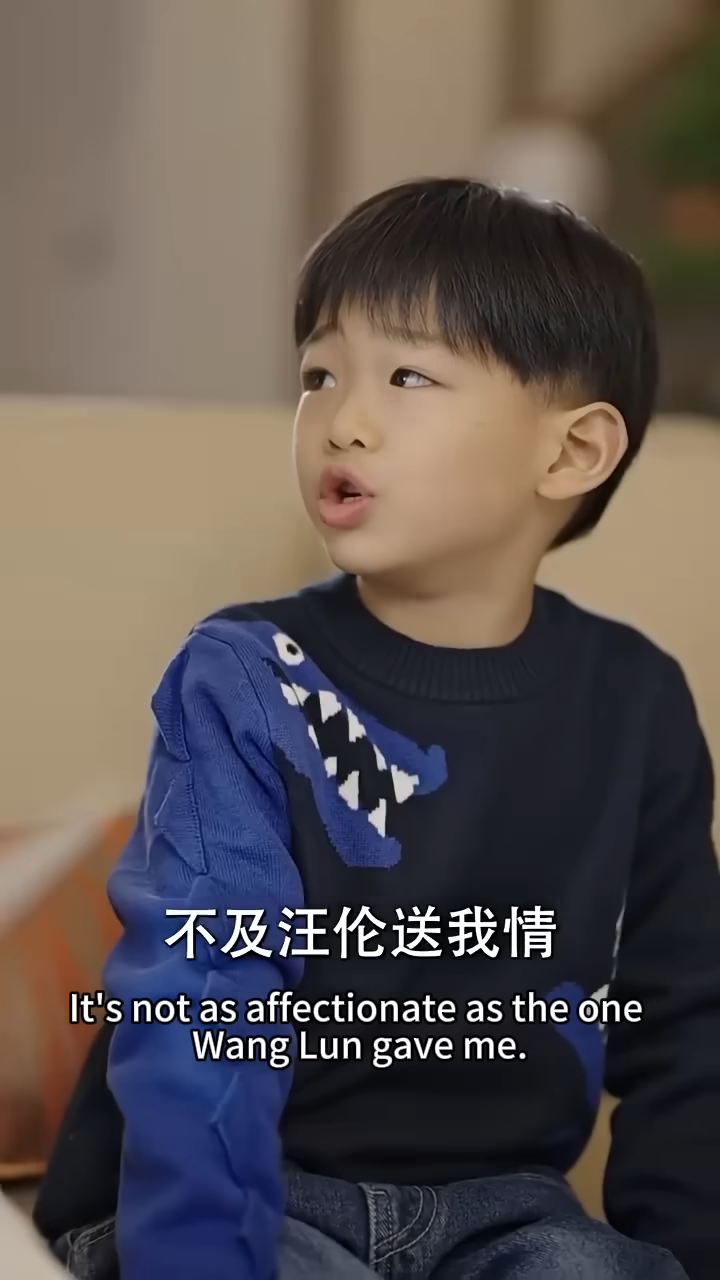 不及汪伦送我情
It's not as affectionate as the one
Wang Lun gave me.